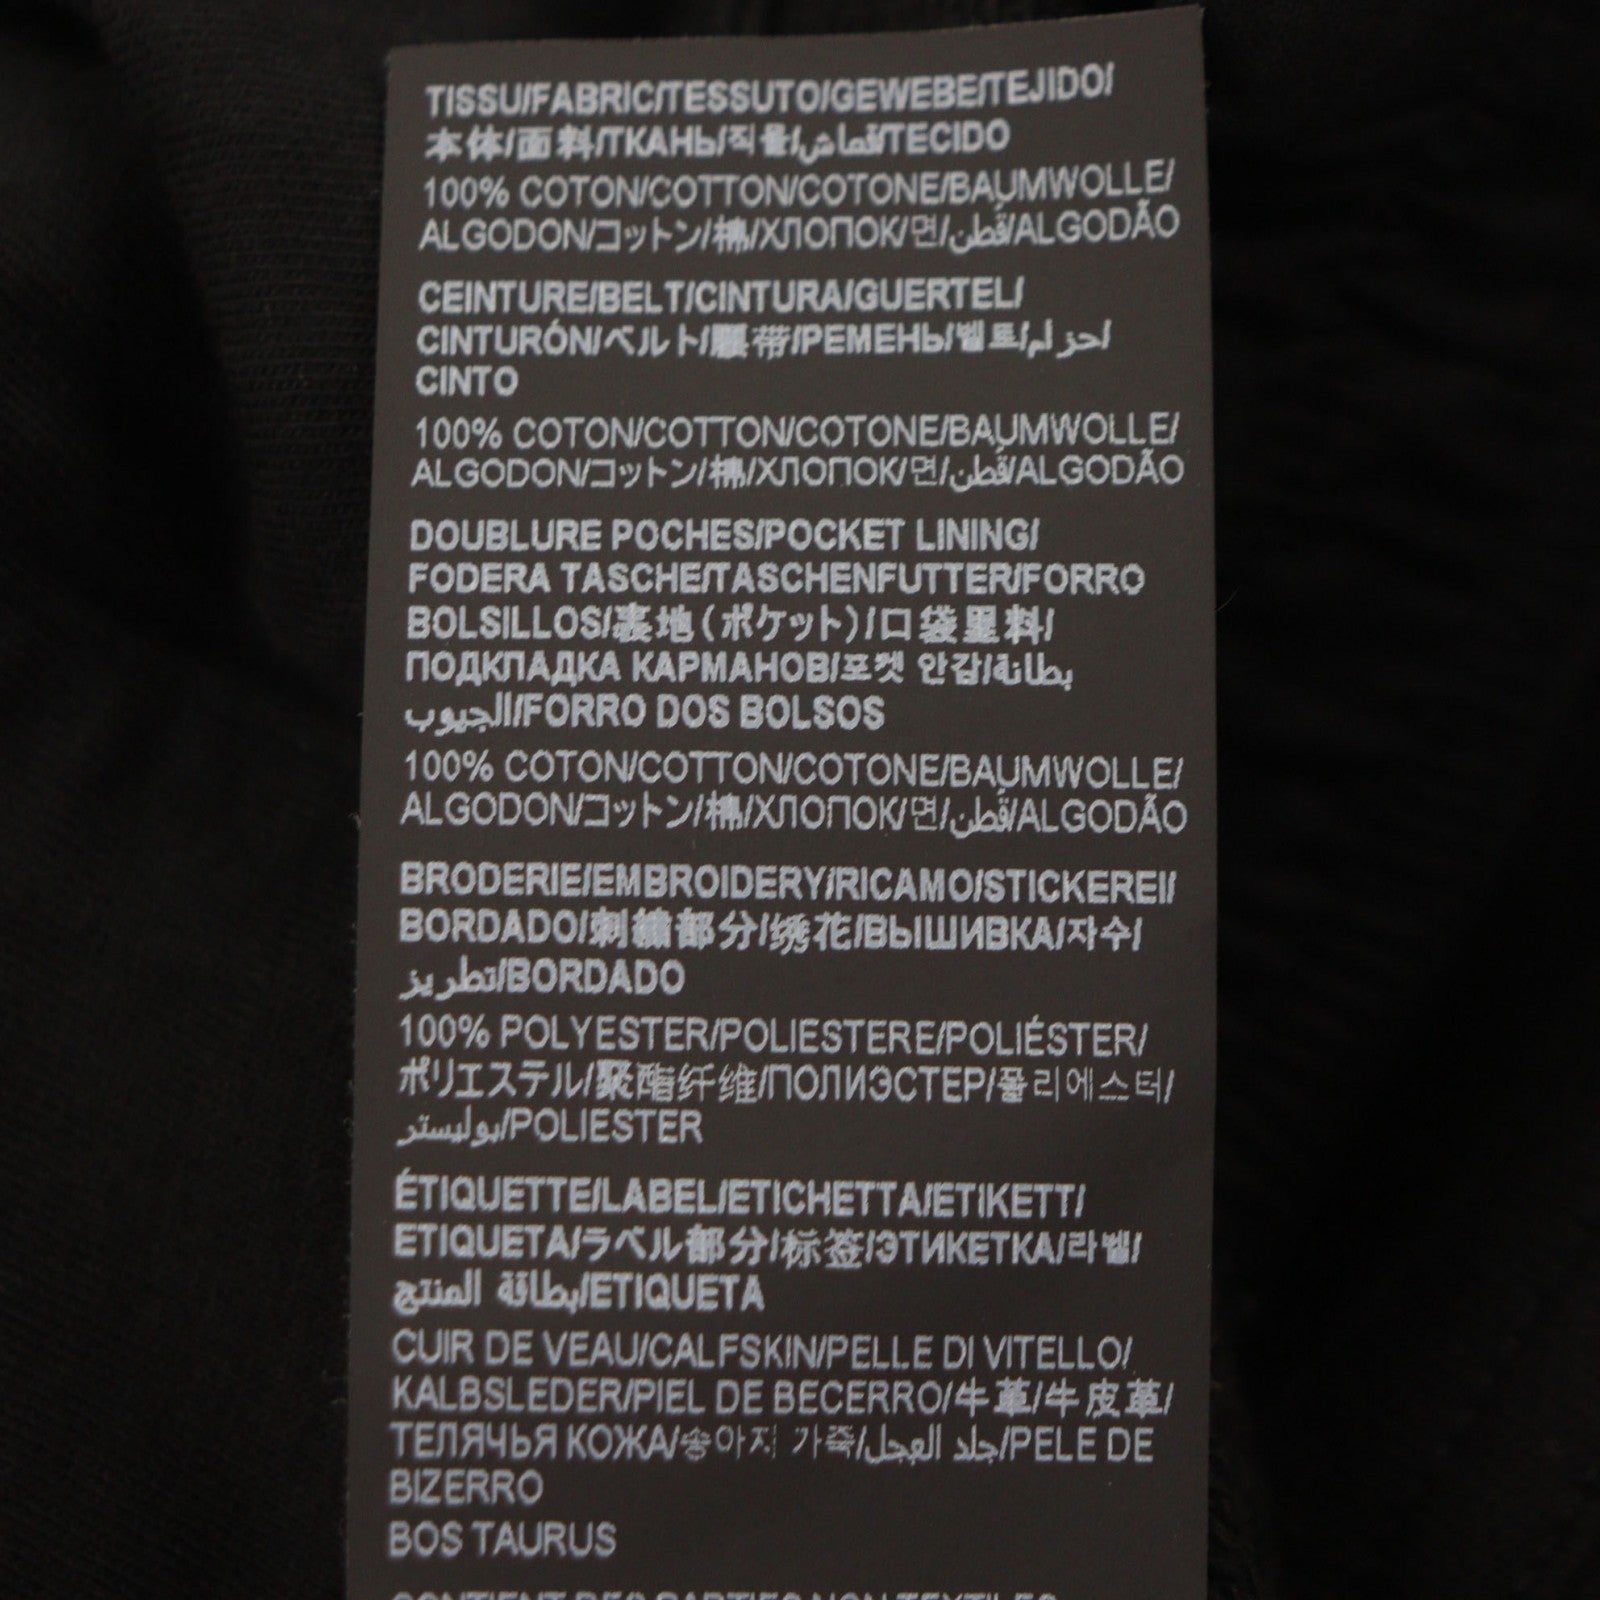 TISSU/FABRIC/TESSUTO/GEWEBE/TEJIDO/
本体/面料/ТКАНЬ/직물/قماش/TECIDO
100% COTON/COTTON/COTONE/BAUMWOLLE/
ALGODON/コットン/棉/ХЛОПОК/면/قطن/ALGODÃO
CEINTURE/BELT/CINTURA/GUERTEL/
CINTURÓN/ベルト/腰带/РЕМЕНЬ/벨트/حزام/
CINTO
100% COTON/COTTON/COTONE/BAUMWOLLE/
ALGODON/コットン/棉/ХЛОПОК/면/قطن/ALGODÃO
DOUBLURE POCHES/POCKET LINING/
FODERA TASCHE/TASCHENFUTTER/FORRO
BOLSILLOS/裏地(ポケット)/口袋里料/
ПОДКЛАДКА КАРМАНОВ/포켓 안감/بطانة
الجيوب/FORRO DOS BOLSOS
100% COTON/COTTON/COTONE/BAUMWOLLE/
ALGODON/コットン/棉/ХЛОПОК/면/قطن/ALGODÃO
BRODERIE/EMBROIDERY/RICAMO/STICKEREI/
BORDADO/刺繍部分/绣花/ВЫШИВКА/자수/
تطريز/BORDADO
100% POLYESTER/POLIESTERE/POLIÉSTER/
ポリエステル/聚酯纤维/ПОЛИЭСТЕР/폴리에스터/
بوليستر/POLIESTER
ÉTIQUETTE/LABEL/ETICHETTA/ETIKETT/
ETIQUETA/ラベル部分/标签/ЭТИКЕТКА/라벨/
بطاقة المنتج/ETIQUETA
CUIR DE VEAU/CALFSKIN/PELLE DI VITELLO/
KALBSLEDER/PIEL DE BECERRO/牛革/牛皮革/
ТЕЛЯЧЬЯ КОЖА/송아지 가죽/جلد العجل/PELE DE
BIZERRO
BOS TAURUS
CONTIENT DES PARTIES NON TEXTILES